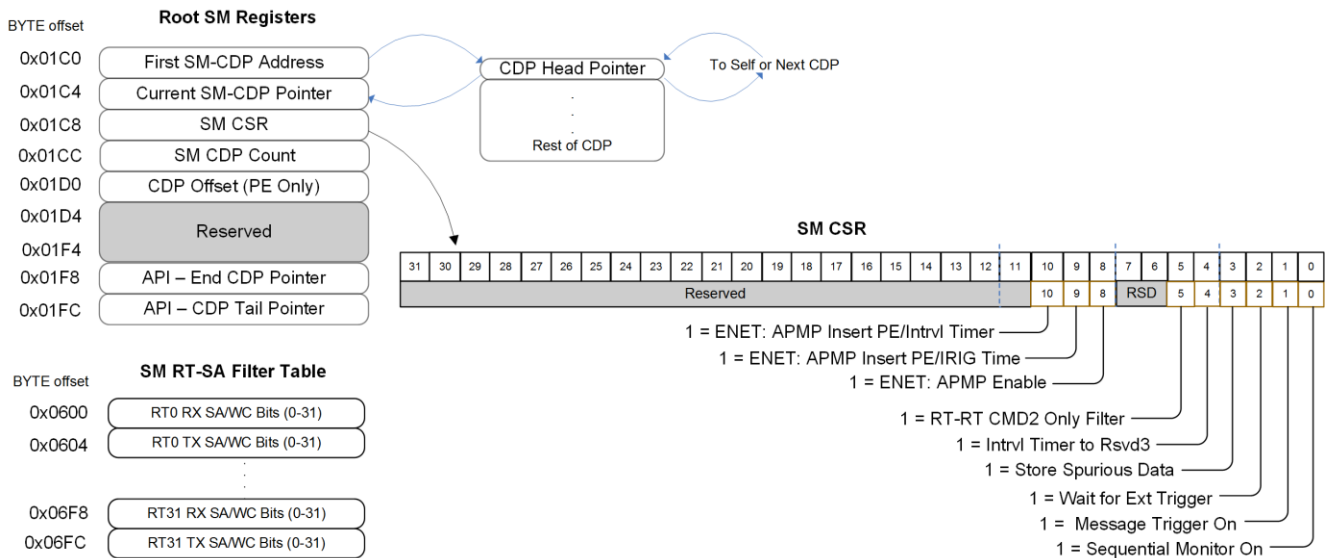 Root SM Registers
BYTE offset
0x01C0 First SM-CDP Address
0x01C4 Current SM-CDP Pointer
0x01C8 SM CSR
0x01CC SM CDP Count
0x01D0 CDP Offset (PE Only)
0x01D4
Reserved
0x01F4
0x01F8 API – End CDP Pointer
0x01FC API – CDP Tail Pointer
CDP Head Pointer
.
.
.
Rest of CDP
To Self or Next CDP
SM CSR
31 30 29 28 27 26 25 24 23 22 21 20 19 18 17 16 15 14 13 12 11 10 9 8 7 6 5 4 3 2 1 0
Reserved 10 9 8 RSD 5 4 3 2 1 0
1 = ENET: APMP Insert PE/Intrvl Timer
1 = ENET: APMP Insert PE/IRIG Time
1 = ENET: APMP Enable
1 = RT-RT CMD2 Only Filter
1 = Intrvl Timer to Rsvd3
1 = Store Spurious Data
1 = Wait for Ext Trigger
1 = Message Trigger On
1 = Sequential Monitor On
SM RT-SA Filter Table
BYTE offset
0x0600 RT0 RX SA/WC Bits (0-31)
0x0604 RT0 TX SA/WC Bits (0-31)
.
.
.
0x06F8 RT31 RX SA/WC Bits (0-31)
0x06FC RT31 TX SA/WC Bits (0-31)